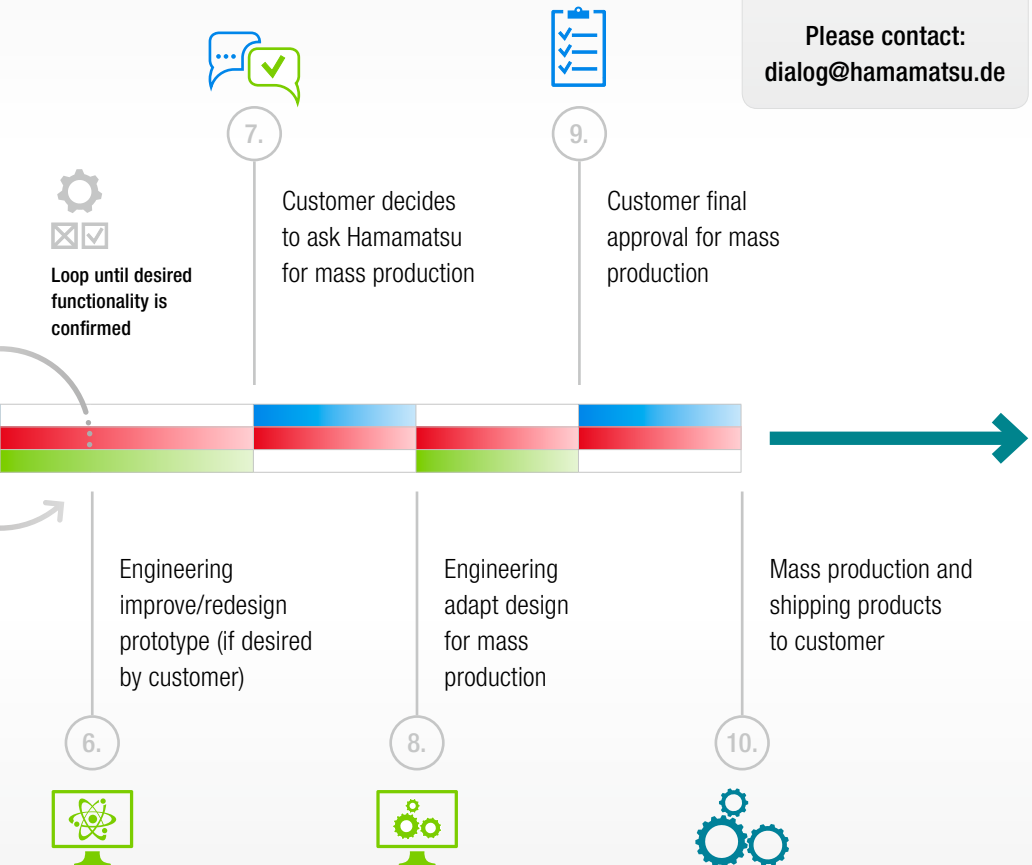 Please contact:
dialog@hamamatsu.de
7.
9.
Customer decides
to ask Hamamatsu
for mass production
Customer final
approval for mass
production
Loop until desired
functionality is
confirmed
Engineering
improve/redesign
prototype (if desired
by customer)
Engineering
adapt design
for mass
production
Mass production and
shipping products
to customer
6.
8.
10.